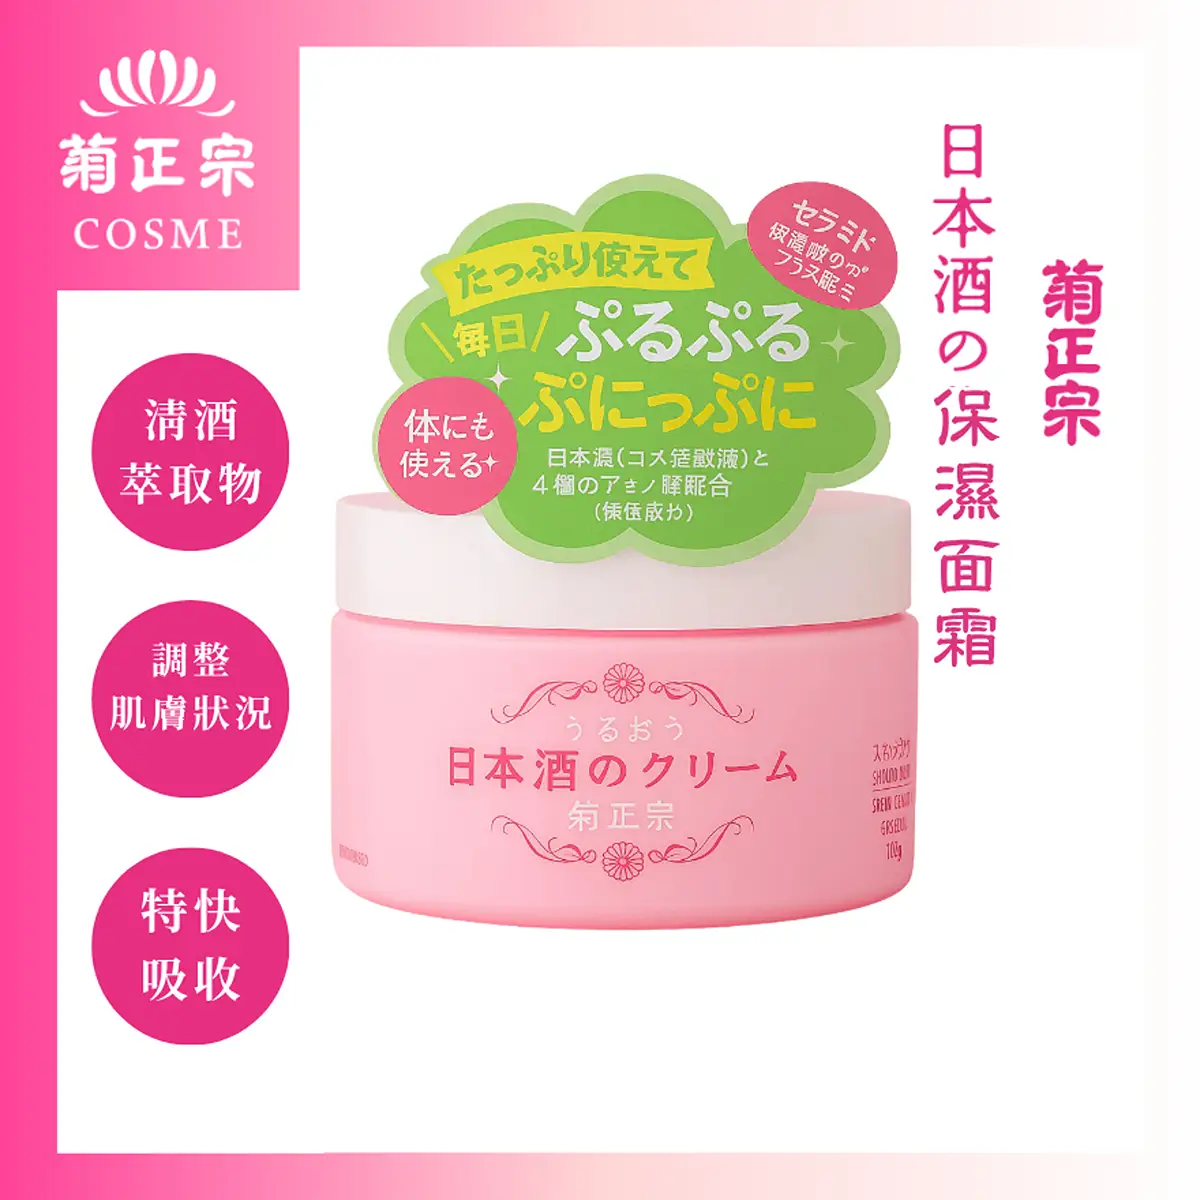 菊正宗
COSME
清酒
萃取物
調整
肌膚狀況
特快
吸收
たっぷり使えて
\毎日/
ぷるぷる
ぷにっぷに
セラミド
体にも
使える
うるおう
日本酒のクリーム
菊正宗
100g
菊正宗
日本酒の保濕面霜